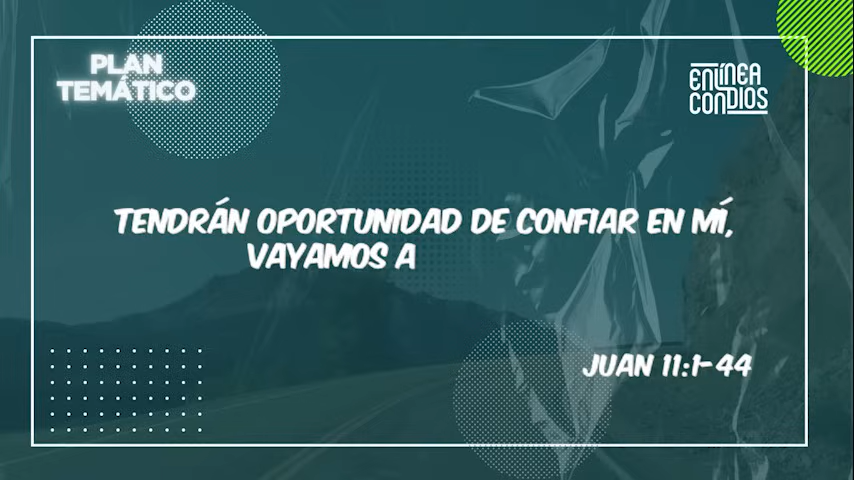 PLAN
TEMÁTICO
ENLÍNEA
CONDIOS
TENDRÁN OPORTUNIDAD DE CONFIAR EN MÍ,
VAYAMOS A
JUAN 11:1-44